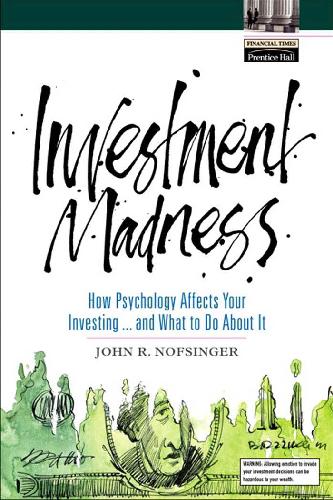 FINANCIAL TIMES
Prentice Hall
Investment
Madness
How Psychology Affects Your
Investing ... and What to Do About It
JOHN R. NOFSINGER
WARNING: Allowing emotion to invade
your investment decisions can be
hazardous to your wealth.